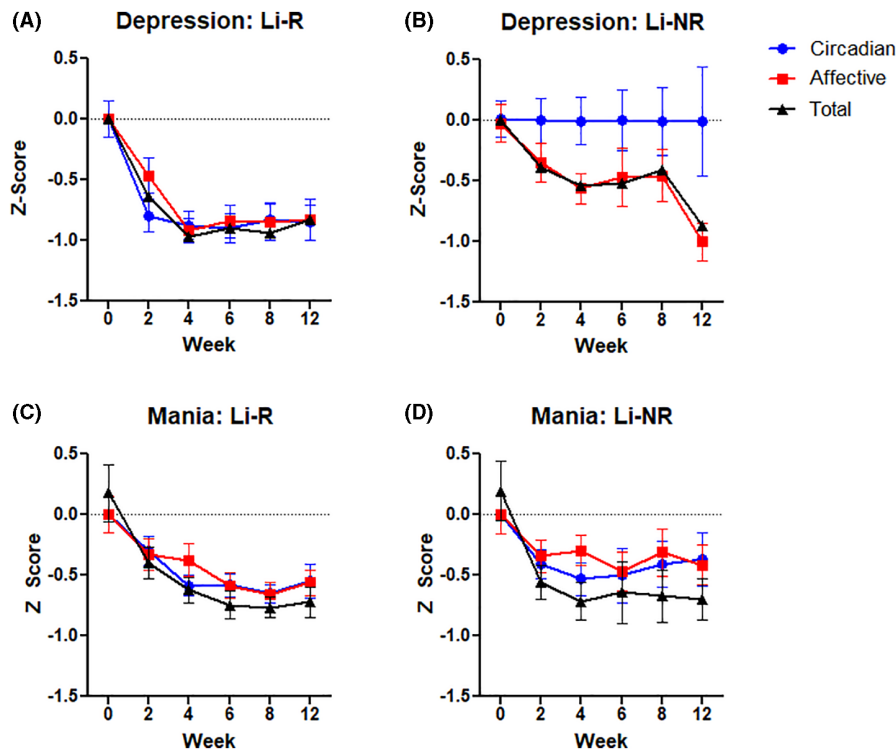 (A)
Depression: Li-R
0.5
0.0
-0.5
-1.0
-1.5
Z-Score
0 2 4 6 8 12
Week
(B)
Depression: Li-NR
0.5
0.0
-0.5
-1.0
-1.5
Z-Score
0 2 4 6 8 12
Week
Circadian
Affective
Total
(C)
Mania: Li-R
0.5
0.0
-0.5
-1.0
-1.5
Z Score
0 2 4 6 8 12
Week
(D)
Mania: Li-NR
0.5
0.0
-0.5
-1.0
-1.5
Z Score
0 2 4 6 8 12
Week